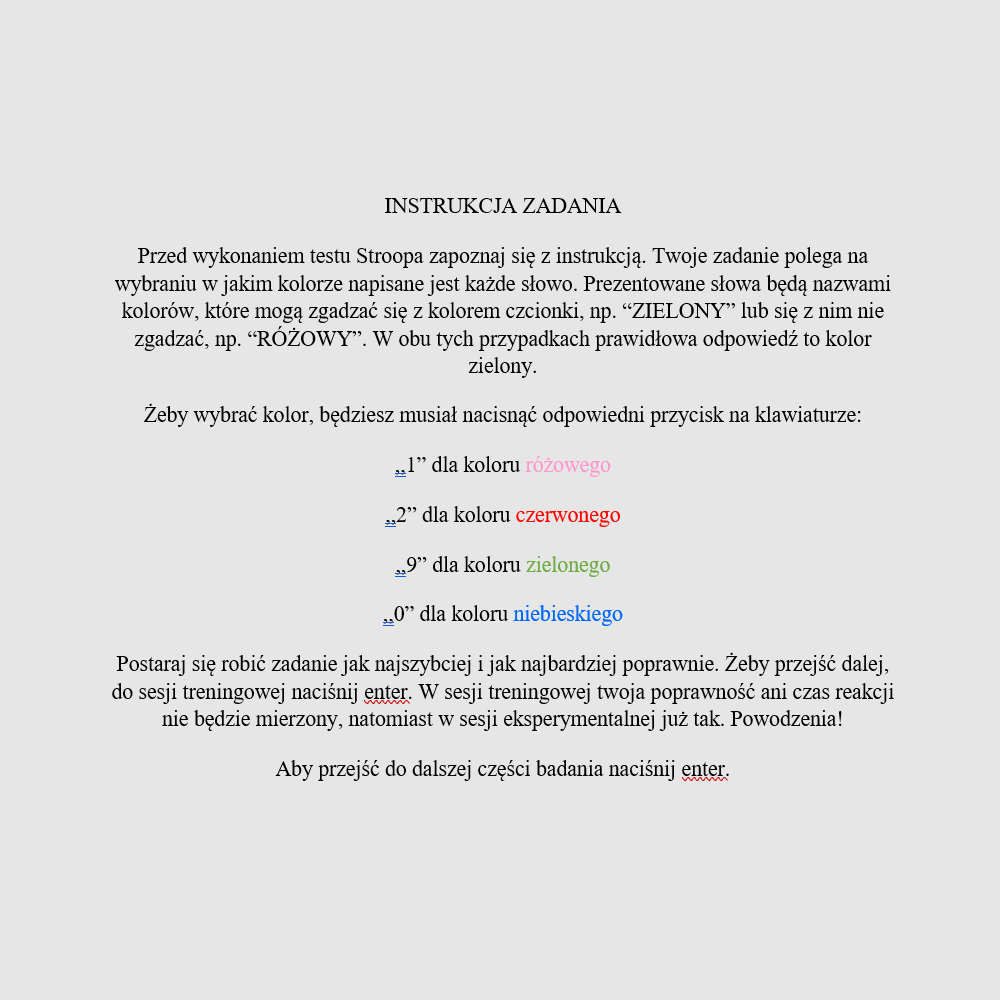 INSTRUKCJA ZADANIA
Przed wykonaniem testu Stroopa zapoznaj się z instrukcją. Twoje zadanie polega na
wybraniu w jakim kolorze napisane jest każde słowo. Prezentowane słowa będą nazwami
kolorów, które mogą zgadzać się z kolorem czcionki, np. “ZIELONY” lub się z nim nie
zgadzać, np. “RÓŻOWY”. W obu tych przypadkach prawidłowa odpowiedź to kolor
zielony.
Żeby wybrać kolor, będziesz musiał nacisnąć odpowiedni przycisk na klawiaturze:
,,1” dla koloru różowego
,,2” dla koloru czerwonego
,,9” dla koloru zielonego
,,0” dla koloru niebieskiego
Postaraj się robić zadanie jak najszybciej i jak najbardziej poprawnie. Żeby przejść dalej,
do sesji treningowej naciśnij enter. W sesji treningowej twoja poprawność ani czas reakcji
nie będzie mierzony, natomiast w sesji eksperymentalnej już tak. Powodzenia!
Aby przejść do dalszej części badania naciśnij enter.